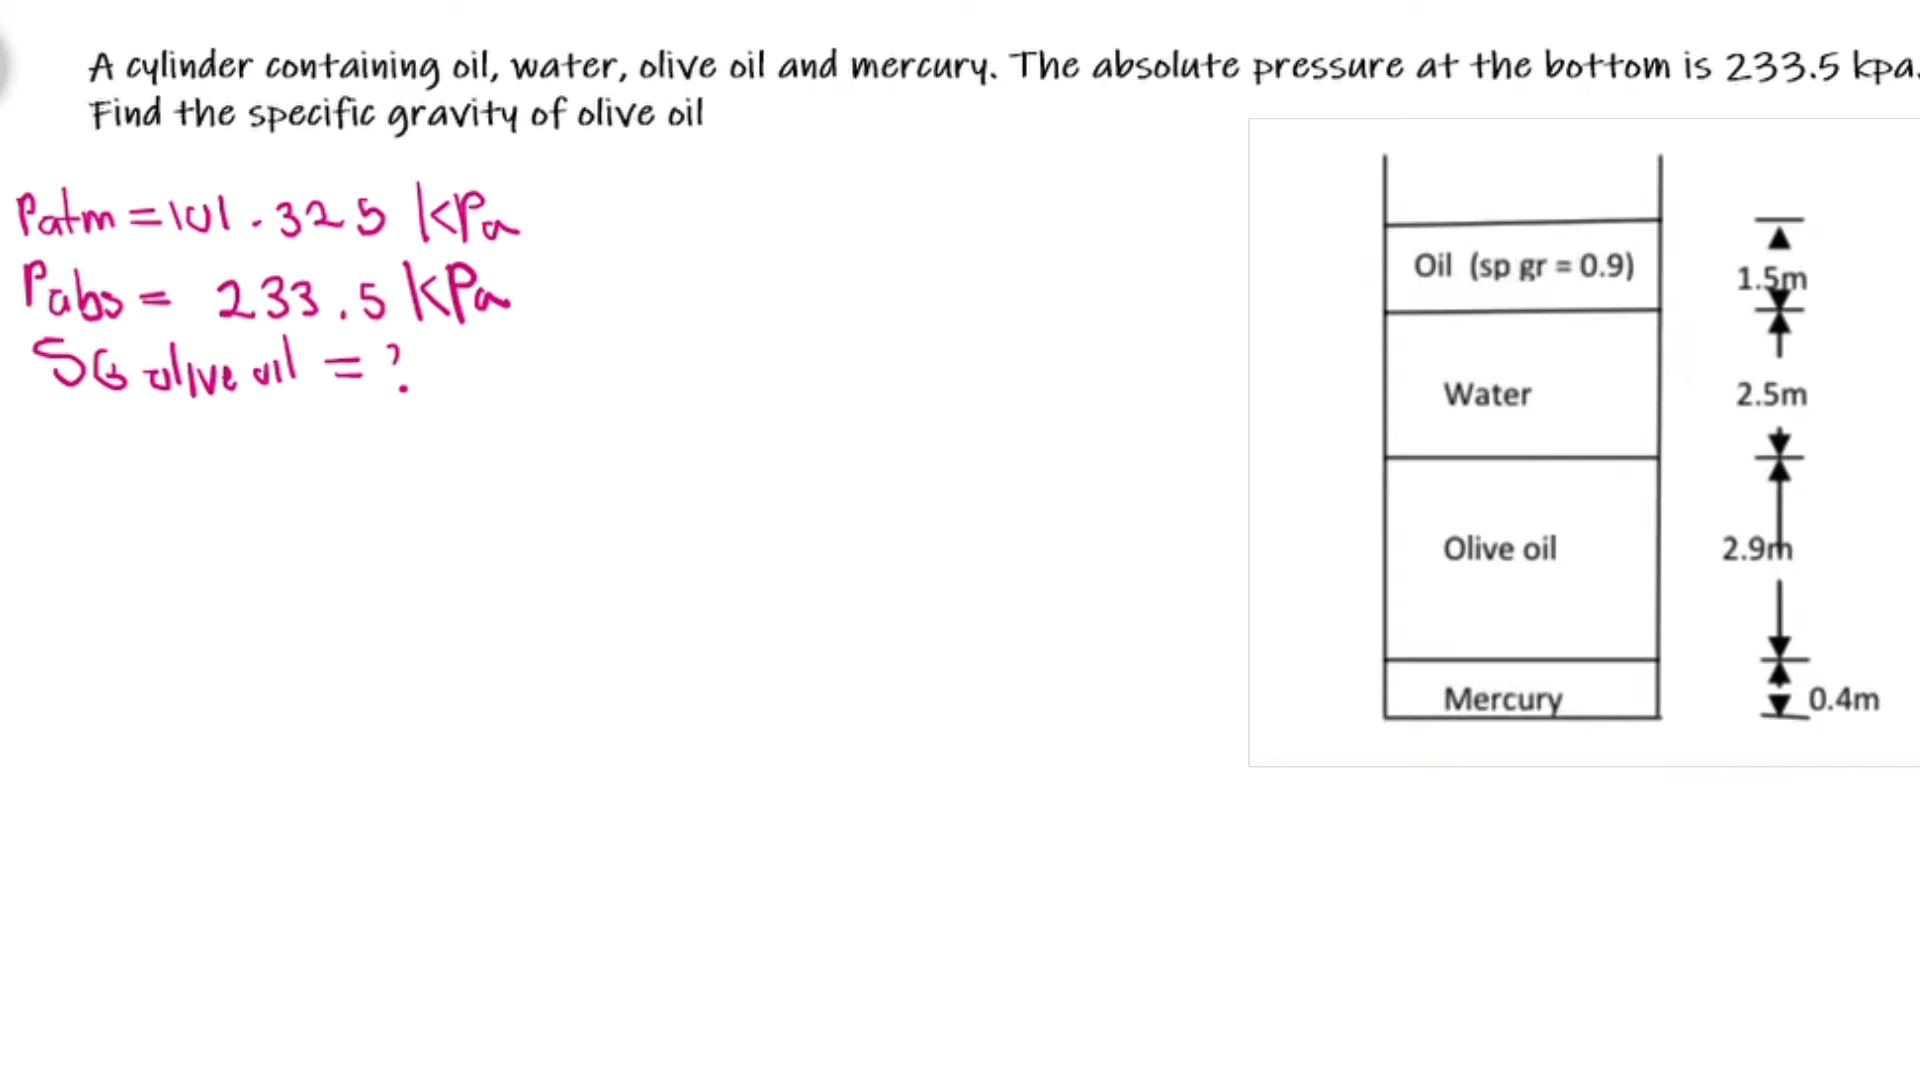 A cylinder containing oil, water, olive oil and mercury. The absolute pressure at the bottom is 233.5 kpa.
Find the specific gravity of olive oil
Patm = 101.325 kPa
Pabs = 233.5 kPa
SG olive oil = ?
Oil (sp gr = 0.9)
1.5m
Water
2.5m
Olive oil
2.9m
Mercury
0.4m